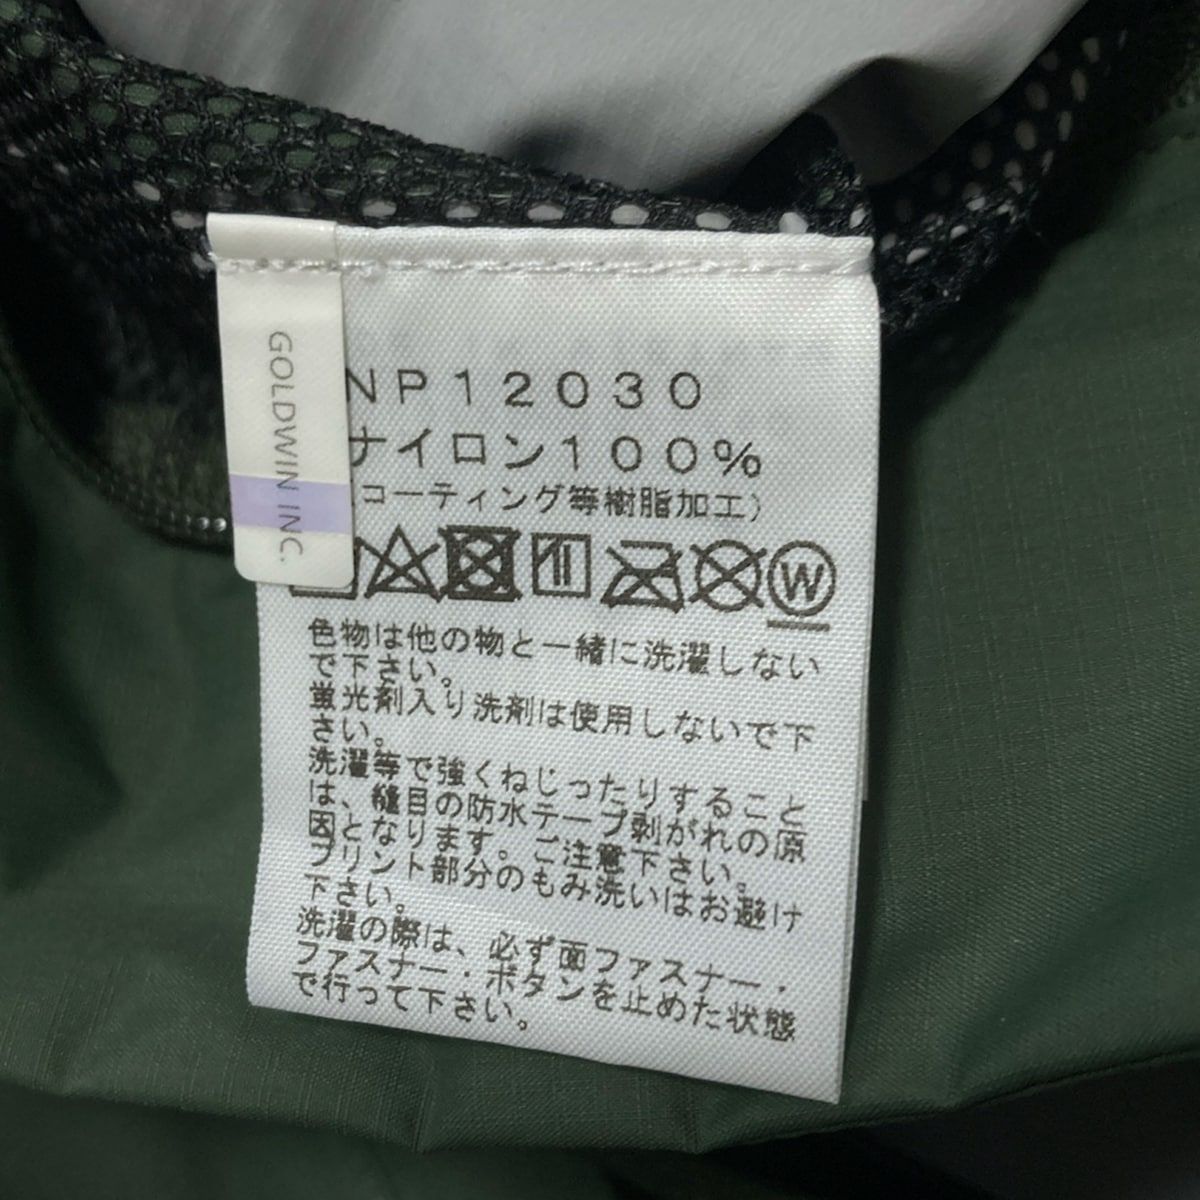 GOLDWIN INC.
NP12030
ナイロン100%
コーティング等樹脂加工)
W
色物は他の物と一緒に洗濯しない
で下さい。
蛍光剤入り洗剤は使用しないで下
さい。
洗濯等で強くねじったりすること
は、縫目の防水テープ剥がれの原
因となります。ご注意下さい。
プリント部分のもみ洗いはお避け
下さい。
洗濯の際は、必ず面ファスナー・
ファスナー・ボタンを止めた状態
で行って下さい。